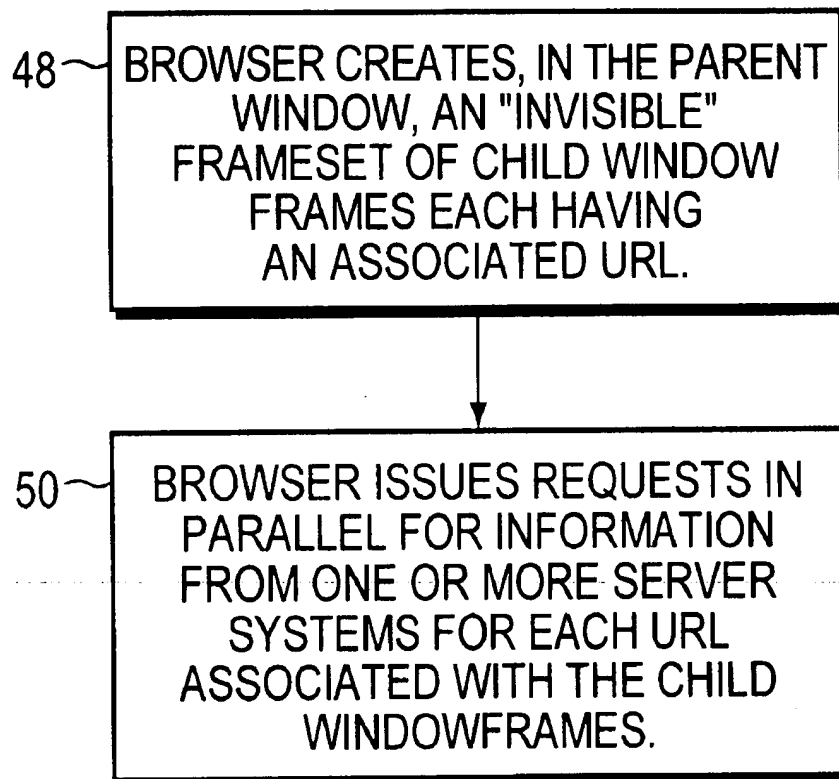 48
BROWSER CREATES, IN THE PARENT
WINDOW, AN "INVISIBLE"
FRAMESET OF CHILD WINDOW
FRAMES EACH HAVING
AN ASSOCIATED URL.
50
BROWSER ISSUES REQUESTS IN
PARALLEL FOR INFORMATION
FROM ONE OR MORE SERVER
SYSTEMS FOR EACH URL
ASSOCIATED WITH THE CHILD
WINDOWFRAMES.